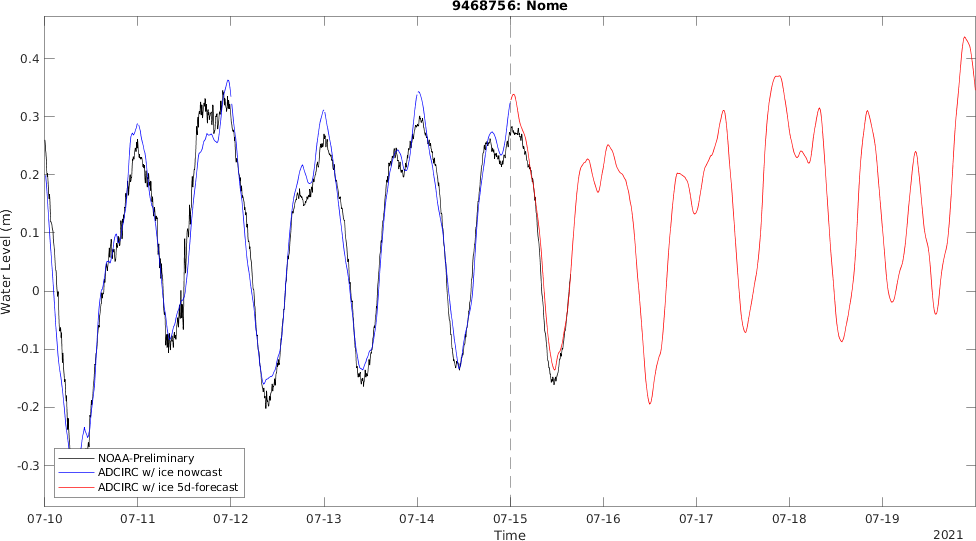 9468756: Nome
0.4
0.3
0.2
0.1
0
-0.1
-0.2
-0.3
Water Level (m)
NOAA-Preliminary
ADCIRC w/ ice nowcast
ADCIRC w/ ice 5d-forecast
07-10 07-11 07-12 07-13 07-14 07-15 07-16 07-17 07-18 07-19
Time
2021